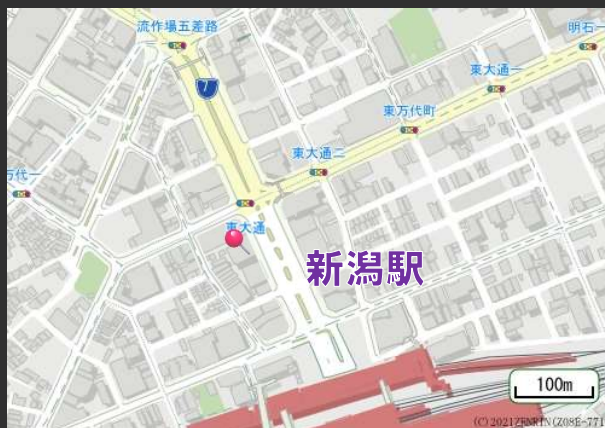 流作場五差路
明石一
7
東大通一
東万代町
東大通二
万代一
東大通
新潟駅
100m
(C) 2021ZENRIN(Z08E-771